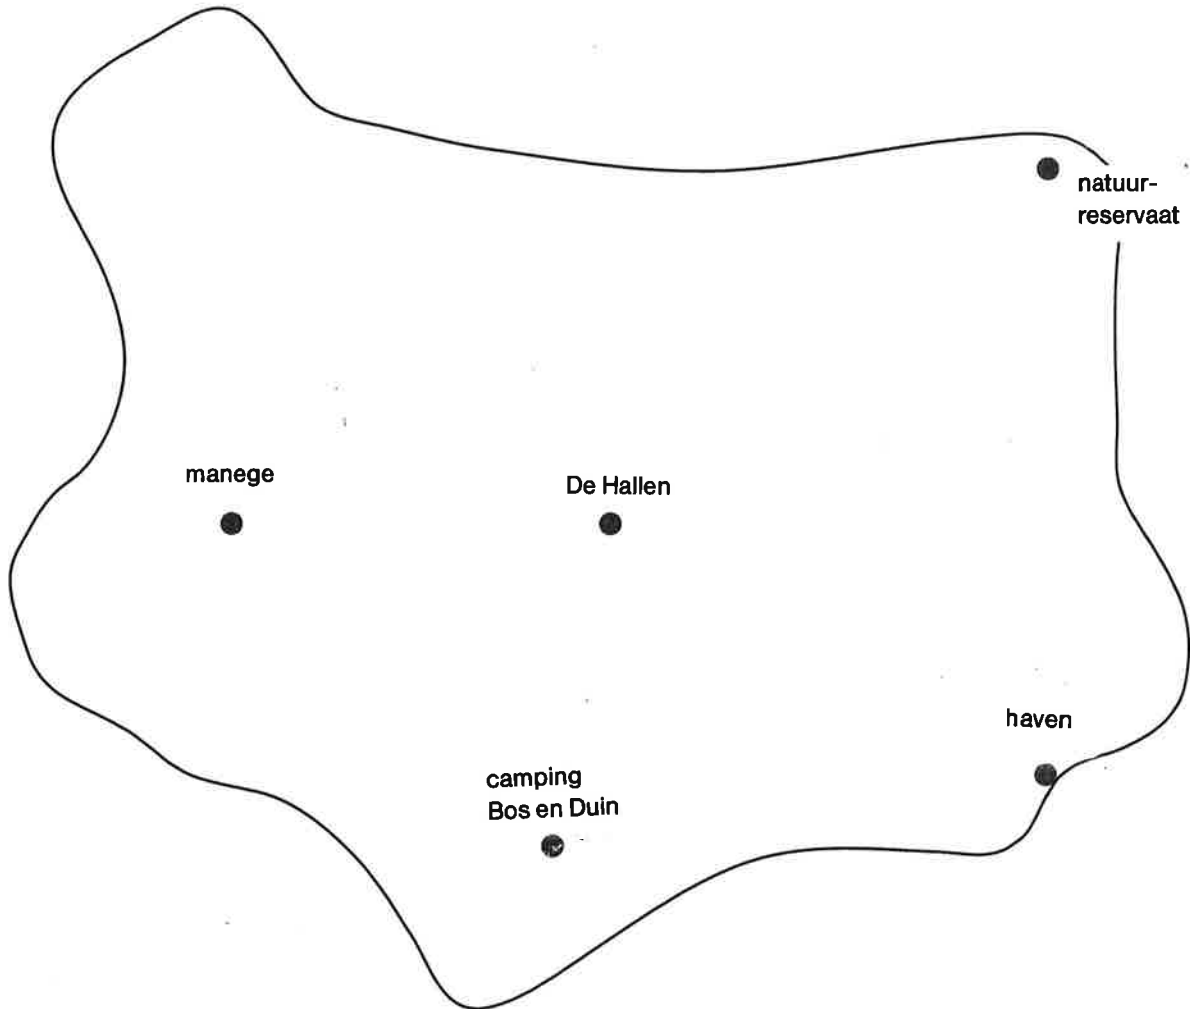 natuur-
reservaat
manege
De Hallen
haven
camping
Bos en Duin